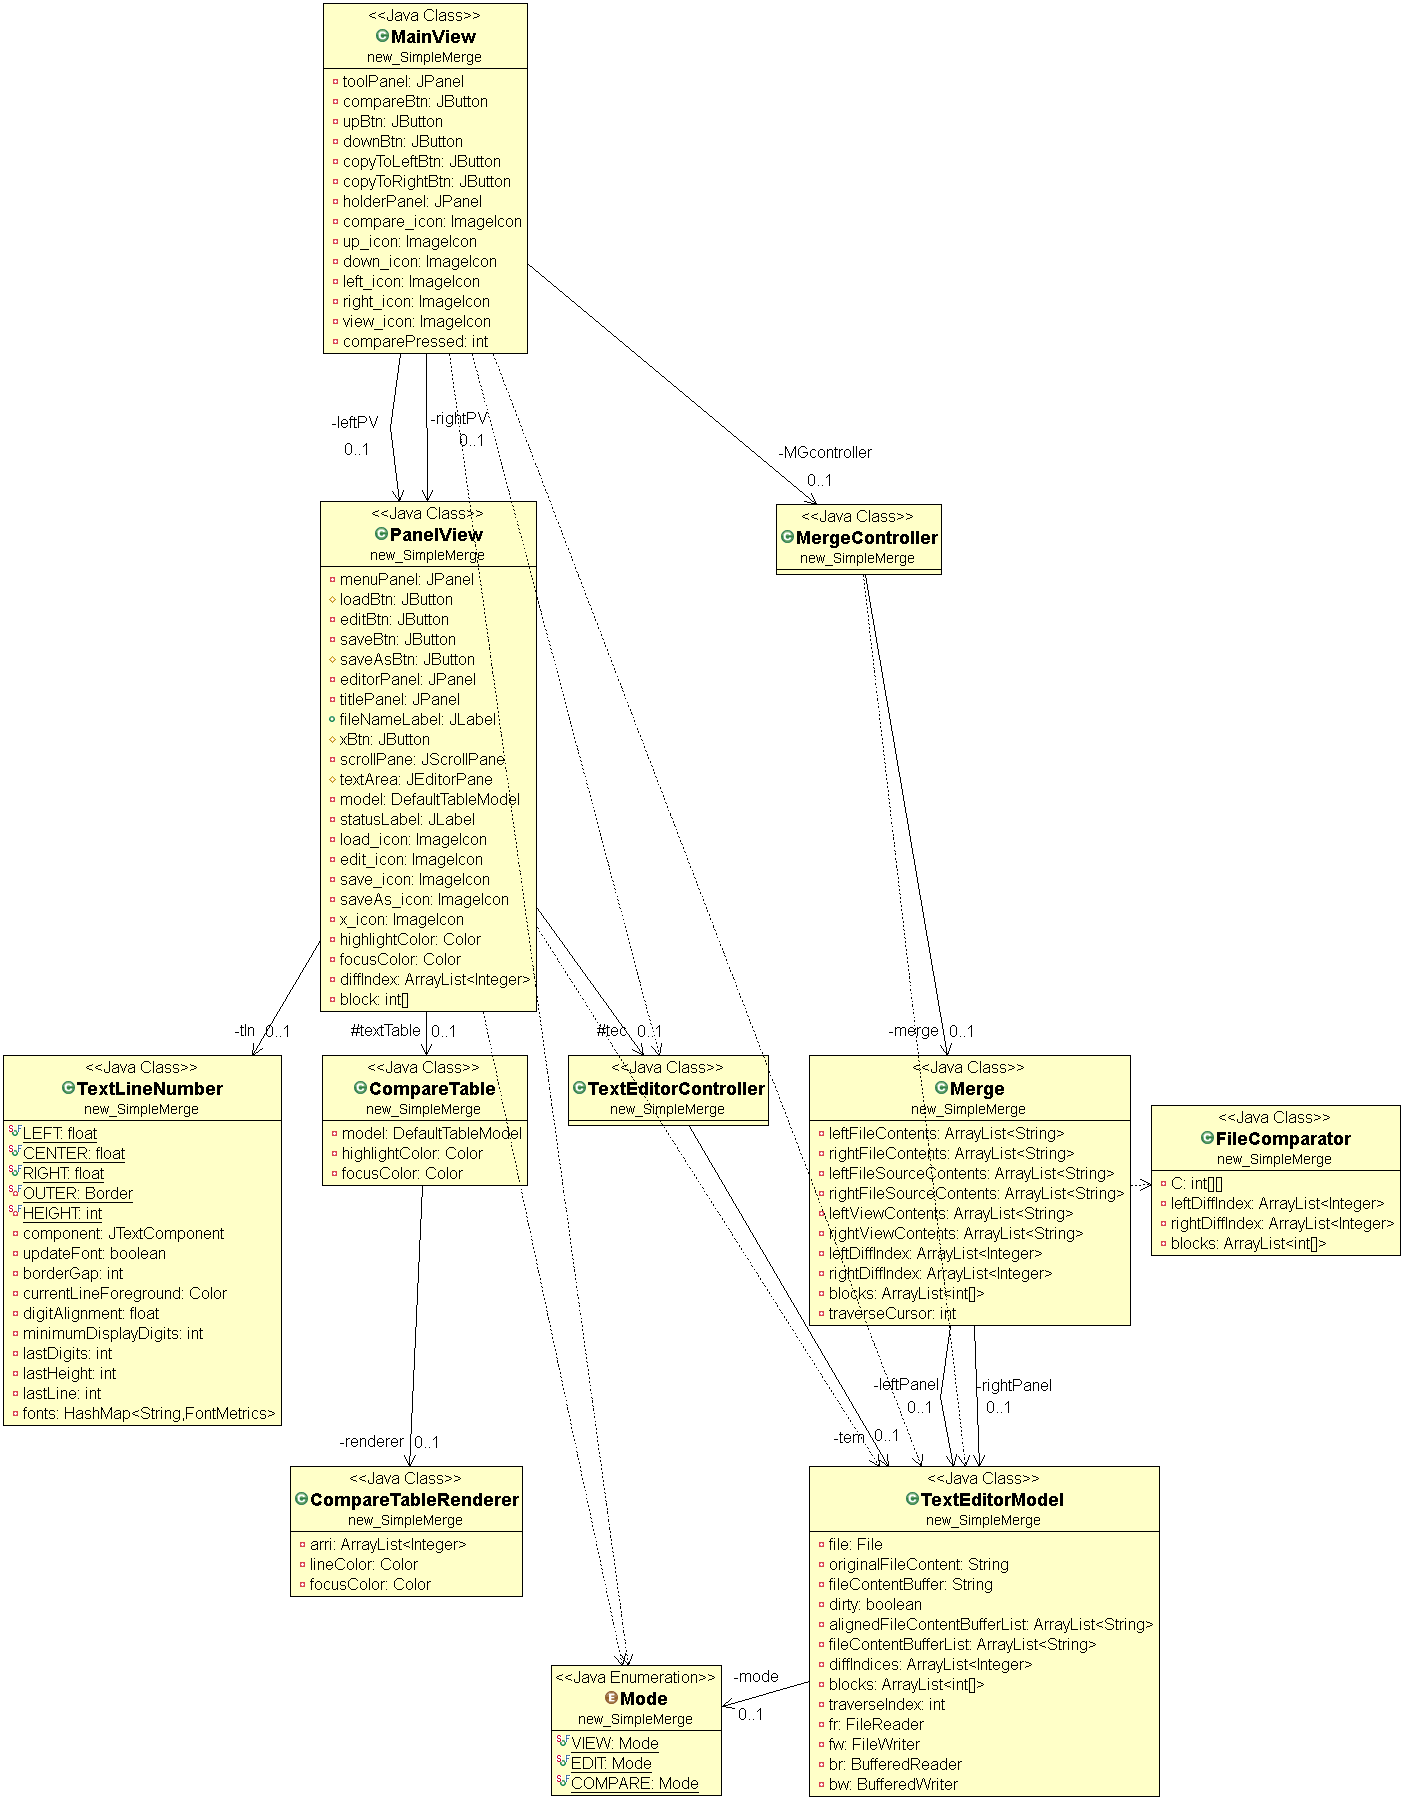 <<Java Class>>
MainView
new_SimpleMerge
toolPanel: JPanel
compareBtn: JButton
upBtn: JButton
downBtn: JButton
copyToLeftBtn: JButton
copyToRightBtn: JButton
holderPanel: JPanel
compare_icon: ImageIcon
up_icon: ImageIcon
down_icon: ImageIcon
left_icon: ImageIcon
right_icon: ImageIcon
view_icon: ImageIcon
comparePressed: int
-leftPV
0..1
-rightPV
0..1
-MGcontroller
0..1
<<Java Class>>
PanelView
new_SimpleMerge
menuPanel: JPanel
loadBtn: JButton
editBtn: JButton
saveBtn: JButton
saveAsBtn: JButton
editorPanel: JPanel
titlePanel: JPanel
fileNameLabel: JLabel
xBtn: JButton
scrollPane: JScrollPane
textArea: JEditorPane
model: DefaultTableModel
statusLabel: JLabel
load_icon: ImageIcon
edit_icon: ImageIcon
save_icon: ImageIcon
saveAs_icon: ImageIcon
x_icon: ImageIcon
highlightColor: Color
focusColor: Color
diffIndex: ArrayList<Integer>
block: int[]
<<Java Class>>
MergeController
new_SimpleMerge
-tln 0..1
#textTable 0..1
#tec 0..1
-merge 0..1
<<Java Class>>
TextLineNumber
new_SimpleMerge
LEFT: float
CENTER: float
RIGHT: float
OUTER: Border
HEIGHT: int
component: JTextComponent
updateFont: boolean
borderGap: int
currentLineForeground: Color
digitAlignment: float
minimumDisplayDigits: int
lastDigits: int
lastHeight: int
lastLine: int
fonts: HashMap<String,FontMetrics>
<<Java Class>>
CompareTable
new_SimpleMerge
model: DefaultTableModel
highlightColor: Color
focusColor: Color
<<Java Class>>
TextEditorController
new_SimpleMerge
<<Java Class>>
Merge
new_SimpleMerge
leftFileContents: ArrayList<String>
rightFileContents: ArrayList<String>
leftFileSourceContents: ArrayList<String>
rightFileSourceContents: ArrayList<String>
leftViewContents: ArrayList<String>
rightViewContents: ArrayList<String>
leftDiffIndex: ArrayList<Integer>
rightDiffIndex: ArrayList<Integer>
blocks: ArrayList<int[]>
traverseCursor: int
<<Java Class>>
FileComparator
new_SimpleMerge
C: int[][]
leftDiffIndex: ArrayList<Integer>
rightDiffIndex: ArrayList<Integer>
blocks: ArrayList<int[]>
-leftPanel
0..1
-rightPanel
0..1
-renderer 0..1
-tem 0..1
<<Java Class>>
CompareTableRenderer
new_SimpleMerge
arri: ArrayList<Integer>
lineColor: Color
focusColor: Color
<<Java Class>>
TextEditorModel
new_SimpleMerge
file: File
originalFileContent: String
fileContentBuffer: String
dirty: boolean
alignedFileContentBufferList: ArrayList<String>
fileContentBufferList: ArrayList<String>
diffIndices: ArrayList<Integer>
blocks: ArrayList<int[]>
traverseIndex: int
fr: FileReader
fw: FileWriter
br: BufferedReader
bw: BufferedWriter
-mode
0..1
<<Java Enumeration>>
Mode
new_SimpleMerge
VIEW: Mode
EDIT: Mode
COMPARE: Mode